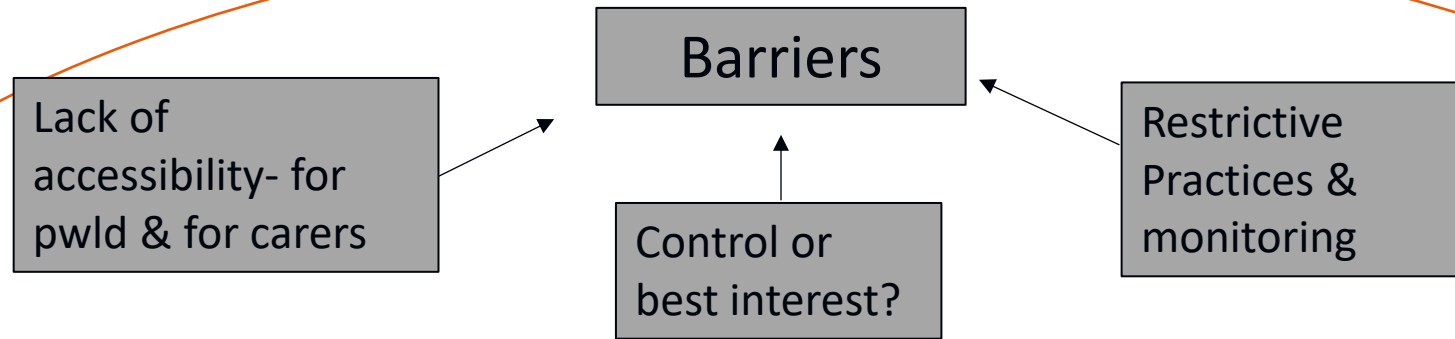 Barriers
Lack of
accessibility- for
pwld & for carers
Control or
best interest?
Restrictive
Practices &
monitoring